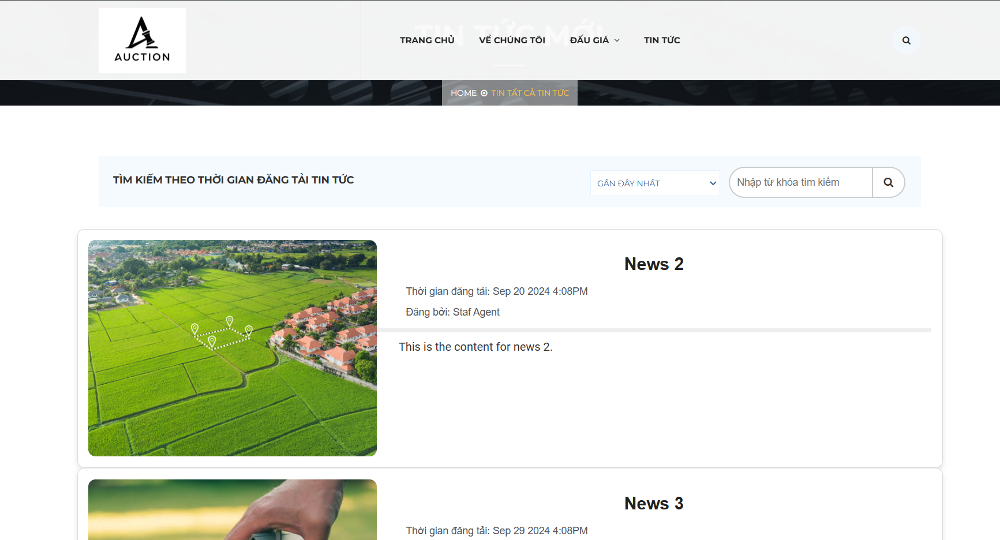 TIN TỨC MỚI
AUCTION
TRANG CHỦ VỀ CHÚNG TÔI ĐẤU GIÁ TIN TỨC
HOME TIN TẤT CẢ TIN TỨC
TÌM KIẾM THEO THỜI GIAN ĐĂNG TẢI TIN TỨC
GẦN ĐÂY NHẤT
Nhập từ khóa tìm kiếm
News 2
Thời gian đăng tải: Sep 20 2024 4:08PM
Đăng bởi: Staf Agent
This is the content for news 2.
News 3
Thời gian đăng tải: Sep 29 2024 4:08PM